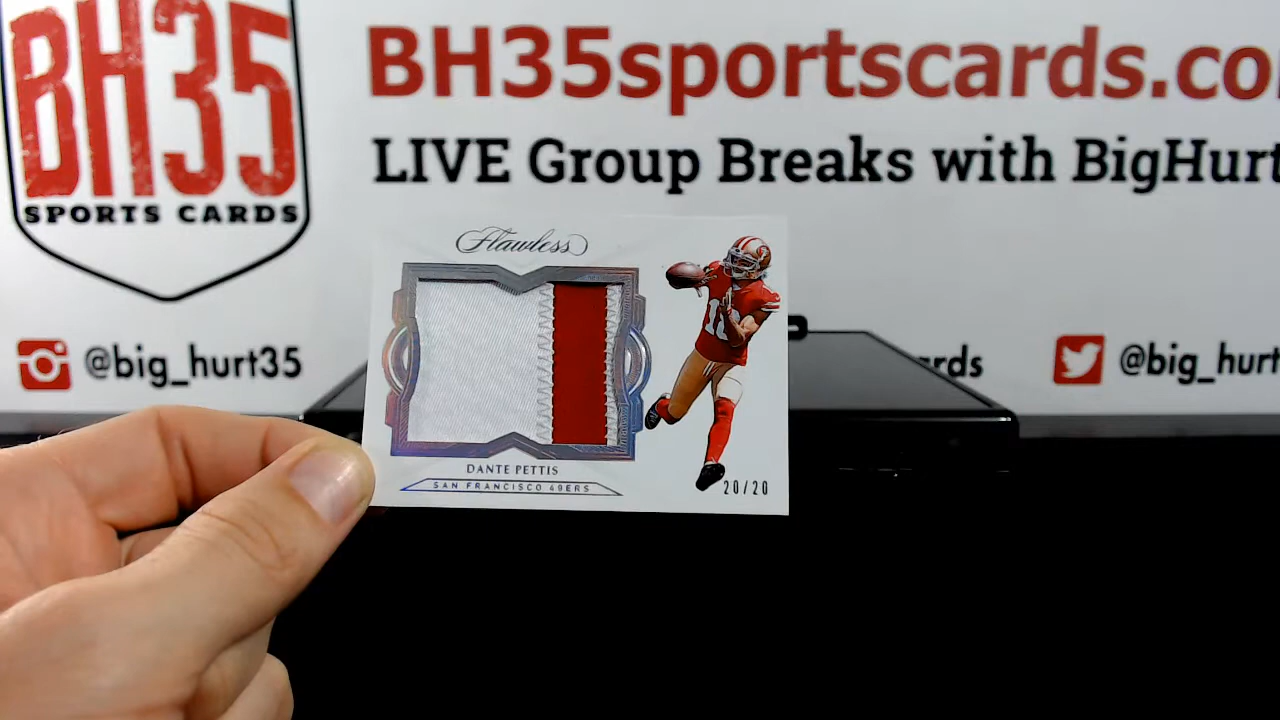 BH35
SPORTS CARDS
BH35sportscards.co
LIVE Group Breaks with BigHurt
@big_hurt35
rds
@big_hurt
Flawless
DANTE PETTIS
SAN FRANCISCO 49ERS
20/20